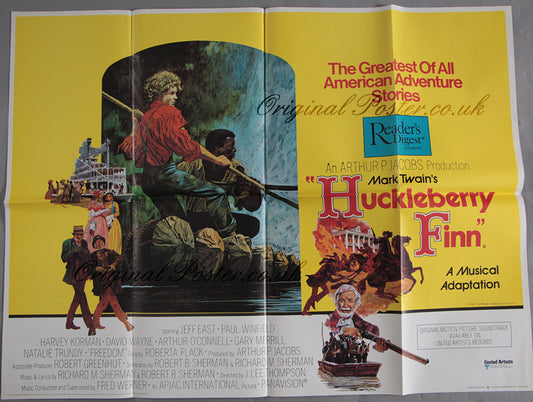 The Greatest Of All
American Adventure
Stories
Original Poster.co.uk
Reader's
Digest
An ARTHUR P. JACOBS Production
Mark Twain's
"Huckleberry
Finn"
A Musical
Adaptation
Original Poster.co.uk
starring JEFF EAST · PAUL WINFIELD
HARVEY KORMAN · DAVID WAYNE · ARTHUR O'CONNELL · GARY MERRILL
NATALIE TRUNDY · "FREEDOM" Sung by ROBERTA FLACK · Produced by ARTHUR P. JACOBS
Associate Producer ROBERT GREENHUT · Screenplay by ROBERT B. SHERMAN & RICHARD M. SHERMAN
Music & Lyrics by RICHARD M. SHERMAN & ROBERT B. SHERMAN · Directed by J. LEE THOMPSON
Music Conducted and Supervised by FRED WERNER · An APJAC INTERNATIONAL Picture · PANAVISION®
ORIGINAL MOTION PICTURE SOUNDTRACK
AVAILABLE ON
UNITED ARTISTS RECORDS
United Artists